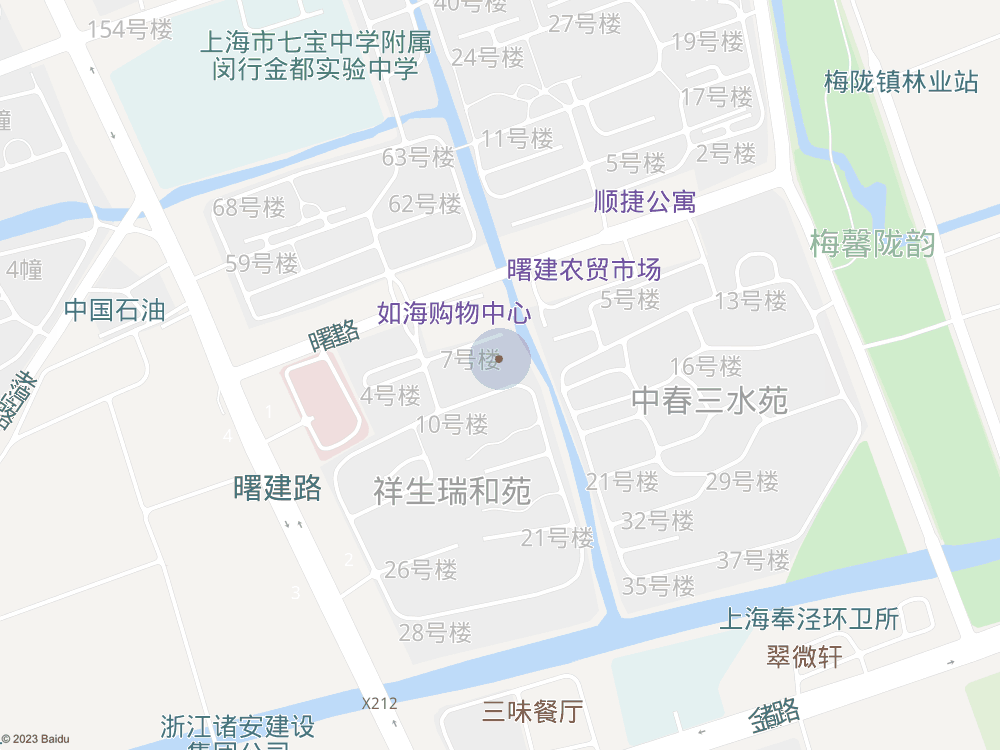 40号楼
154号楼
27号楼
上海市七宝中学附属
闵行金都实验中学
19号楼
24号楼
梅陇镇林业站
17号楼
幢
11号楼
63号楼
5号楼
2号楼
68号楼
62号楼
顺捷公寓
梅馨陇韵
59号楼
4幢
曙建农贸市场
中国石油
5号楼
13号楼
如海购物中心
曙建路
7号楼
16号楼
4号楼
中春三水苑
1
10号楼
4
曙建路
祥生瑞和苑
21号楼
29号楼
32号楼
21号楼
2
26号楼
37号楼
3
35号楼
28号楼
上海奉泾环卫所
翠微轩
X212
三味餐厅
金都路
浙江诸安建设
集团公司
© 2023 Baidu